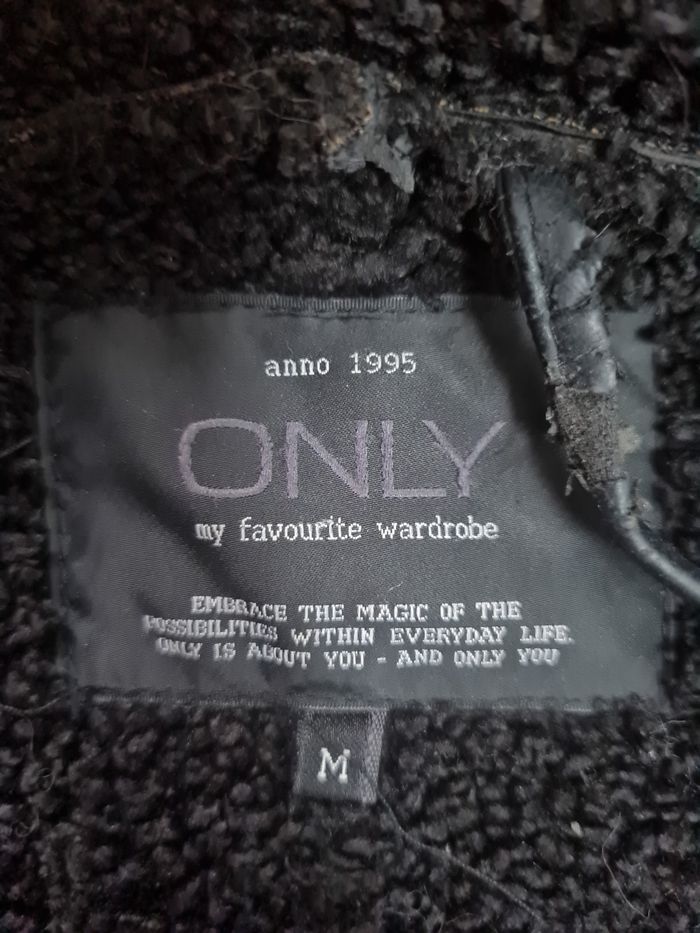 anno 1995
ONLY
my favourite wardrobe
EMBRACE THE MAGIC OF THE
POSSIBILITIES WITHIN EVERYDAY LIFE.
ONLY IS ABOUT YOU - AND ONLY YOU
M